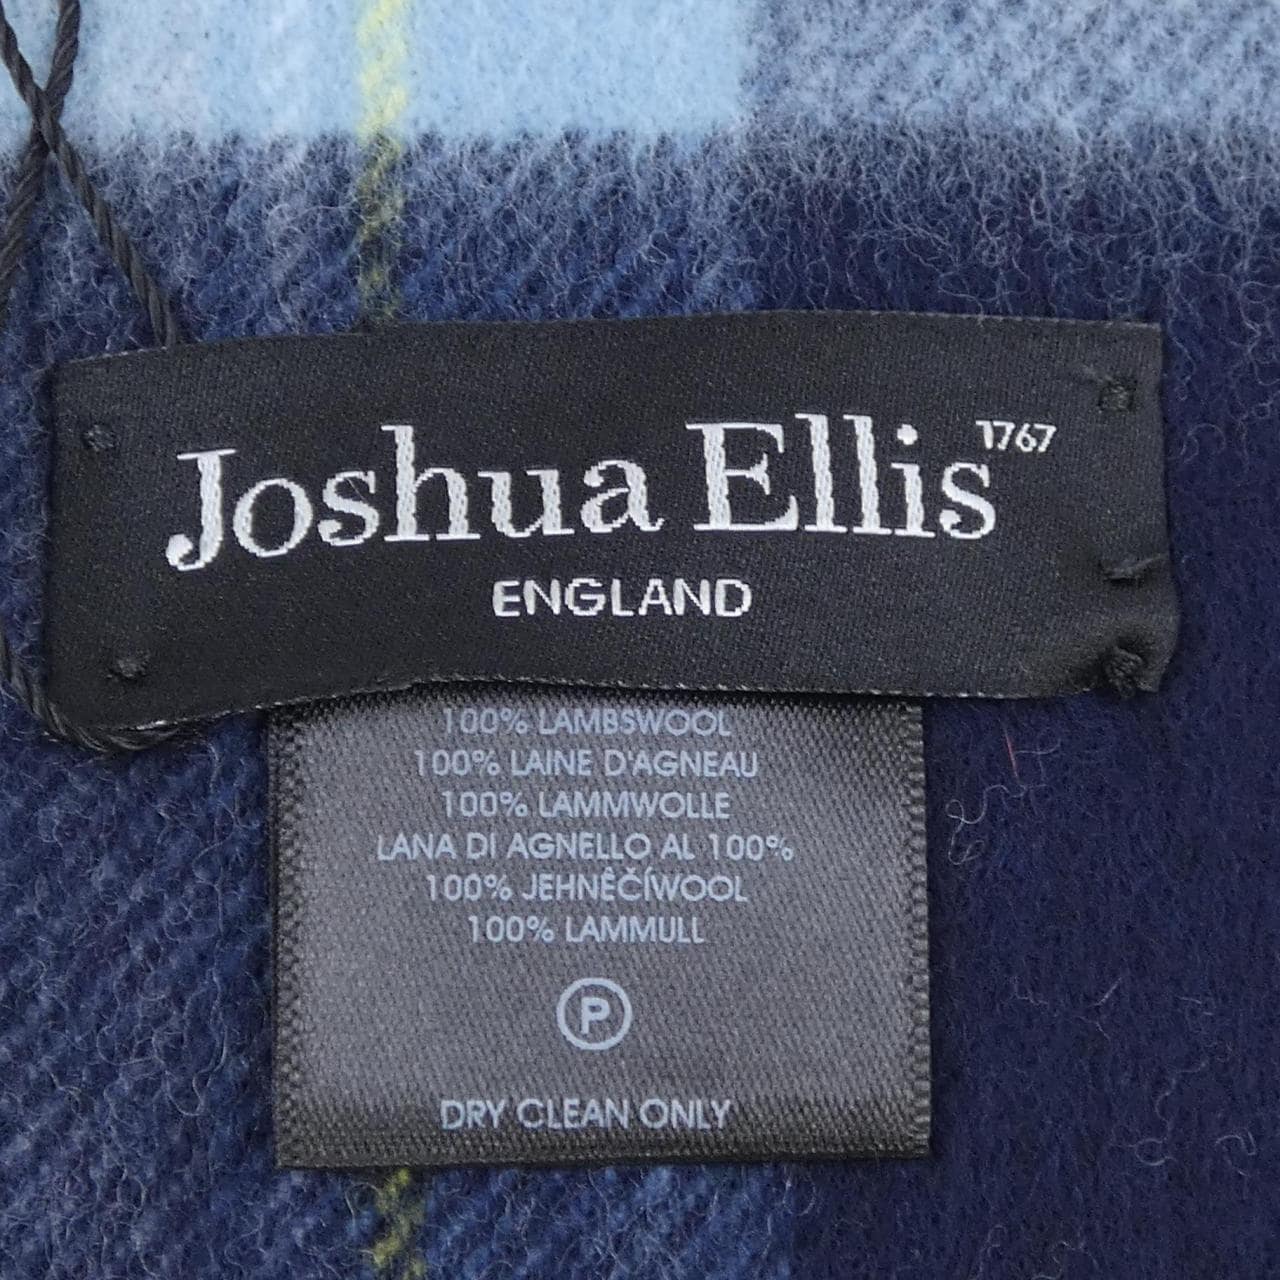 Joshua Ellis 1767
ENGLAND
100% LAMBSWOOL
100% LAINE D'AGNEAU
100% LAMMWOLLE
LANA DI AGNELLO AL 100%
100% JEHNÊČÍWOOL
100% LAMMULL
P
DRY CLEAN ONLY